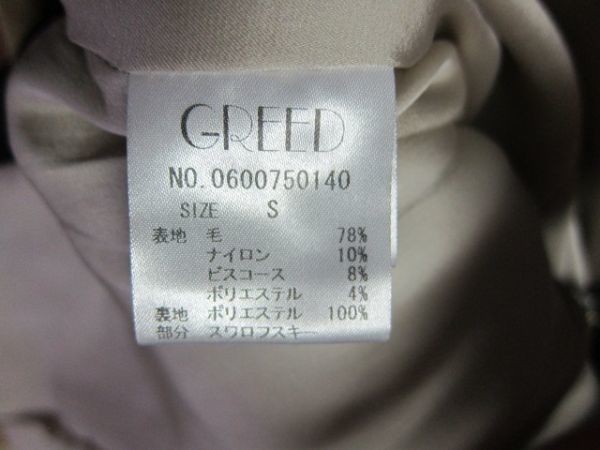 GREED
NO.0600750140
SIZE S
表地 毛 78%
ナイロン 10%
ビスコース 8%
ポリエステル 4%
裏地 ポリエステル 100%
部分 スワロフスキー